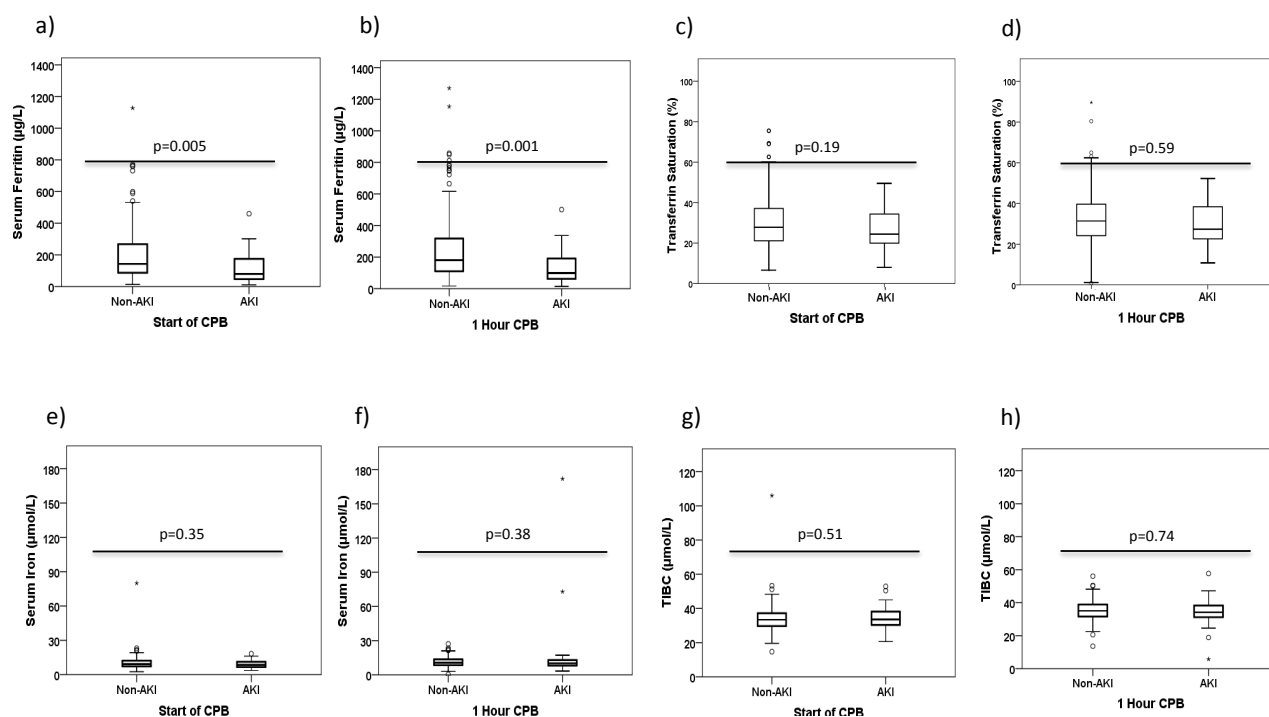 a)
Serum Ferritin (µg/L)
1400
1200
1000
800
600
400
200
0
p=0.005
Non-AKI
AKI
Start of CPB
b)
Serum Ferritin (µg/L)
1400
1200
1000
800
600
400
200
0
p=0.001
Non-AKI
AKI
1 Hour CPB
c)
Transferrin Saturation (%)
100
80
60
40
20
0
p=0.19
Non-AKI
AKI
Start of CPB
d)
Transferrin Saturation (%)
100
80
60
40
20
0
p=0.59
Non-AKI
AKI
1 Hour CPB
e)
Serum Iron (µmol/L)
180
150
120
90
60
30
0
p=0.35
Non-AKI
AKI
Start of CPB
f)
Serum Iron (µmol/L)
180
150
120
90
60
30
0
p=0.38
Non-AKI
AKI
1 Hour CPB
g)
TIBC (µmol/L)
120
100
80
60
40
20
0
p=0.51
Non-AKI
AKI
Start of CPB
h)
TIBC (µmol/L)
120
100
80
60
40
20
0
p=0.74
Non-AKI
AKI
1 Hour CPB